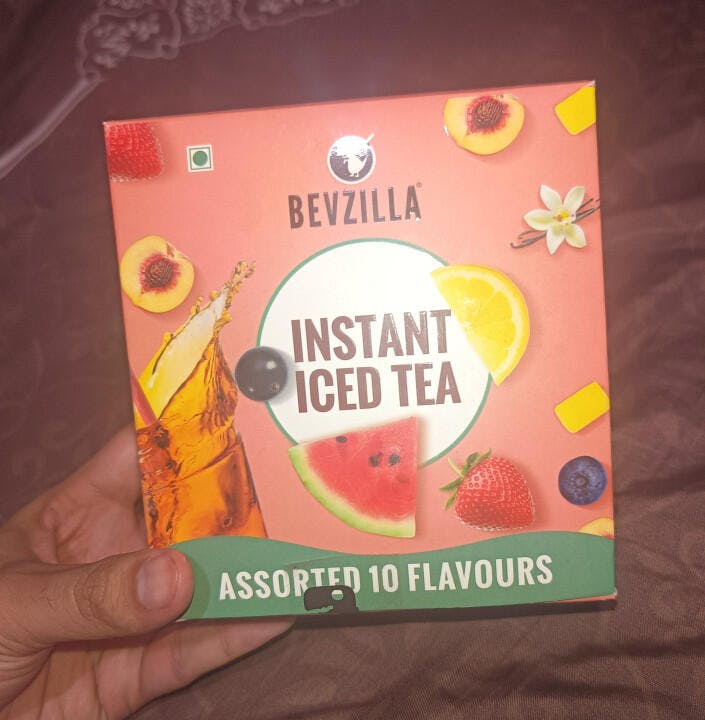 BEVZILLA®
INSTANT
ICED TEA
ASSORTED 10 FLAVOURS